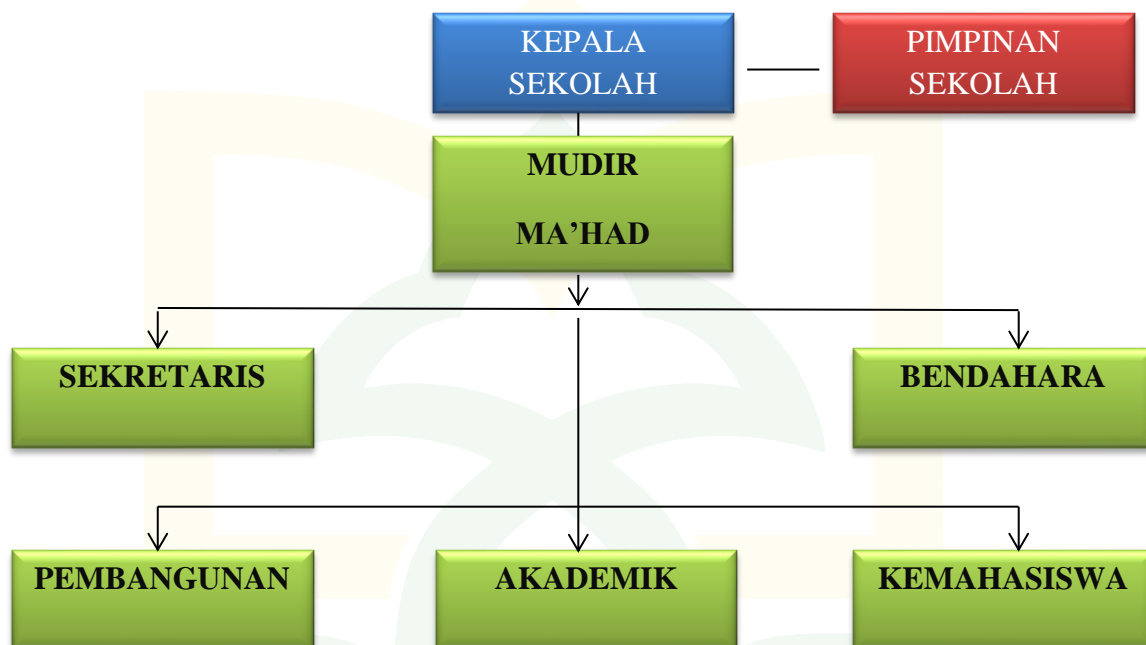 KEPALA
SEKOLAH
PIMPINAN
SEKOLAH
MUDIR
MA’HAD
SEKRETARIS
BENDAHARA
PEMBANGUNAN
AKADEMIK
KEMAHASISWA